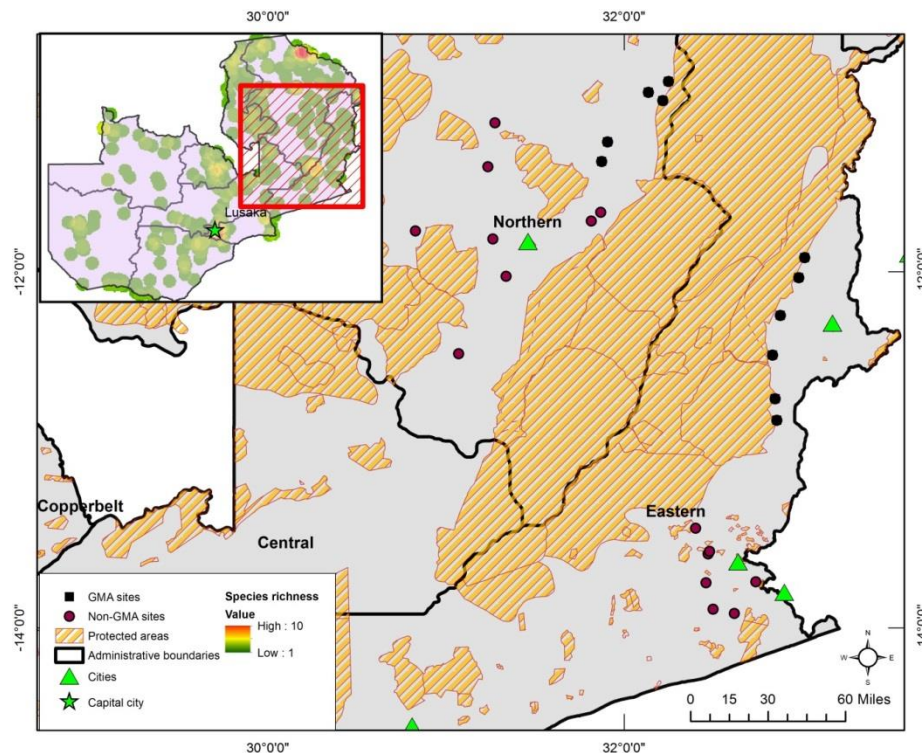 30°0'0" 32°0'0"
Lusaka
Northern
-12°0'0" -12°0'0"
Copperbelt
Central
Eastern
GMA sites
Non-GMA sites
Protected areas
Administrative boundaries
Cities
Capital city
Species richness
Value
High : 10
Low : 1
-14°0'0" -14°0'0"
N
W E
S
0 15 30 60 Miles
30°0'0" 32°0'0"